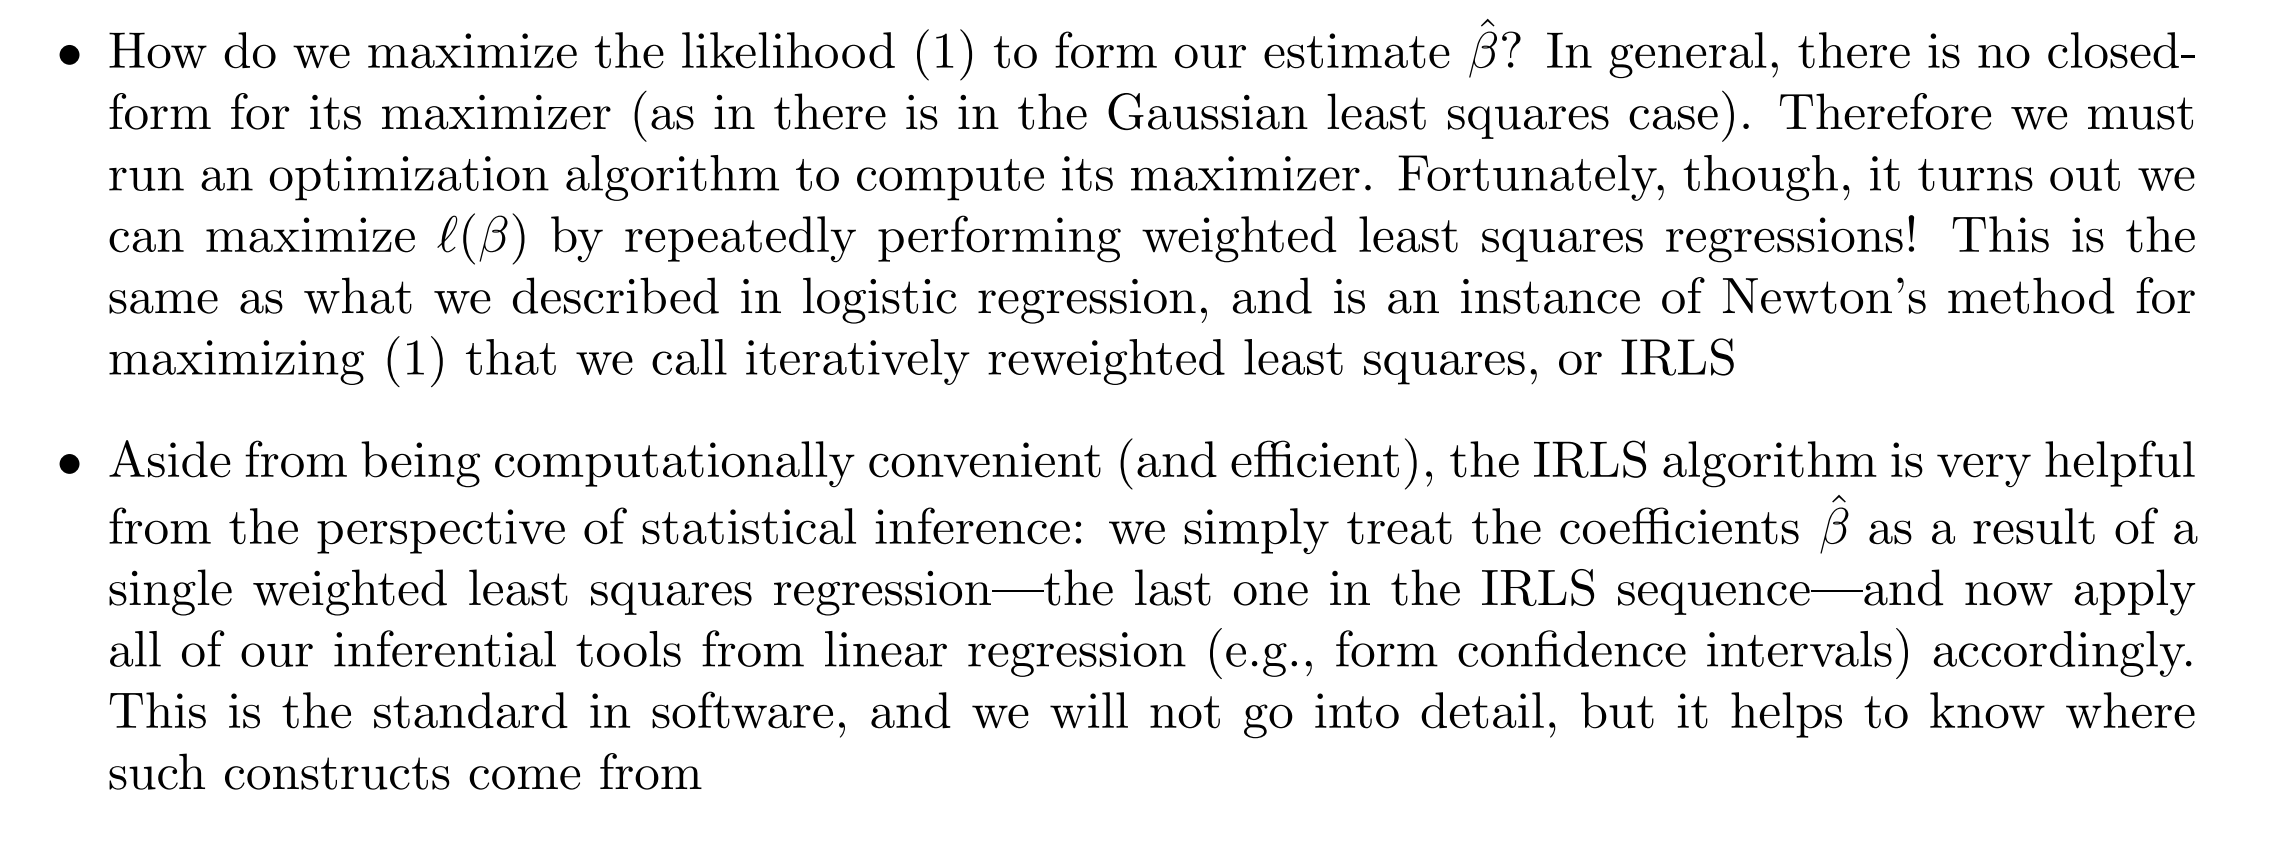 • How do we maximize the likelihood (1) to form our estimate β̂? In general, there is no closed-
form for its maximizer (as in there is in the Gaussian least squares case). Therefore we must
run an optimization algorithm to compute its maximizer. Fortunately, though, it turns out we
can maximize ℓ(β) by repeatedly performing weighted least squares regressions! This is the
same as what we described in logistic regression, and is an instance of Newton's method for
maximizing (1) that we call iteratively reweighted least squares, or IRLS
• Aside from being computationally convenient (and efficient), the IRLS algorithm is very helpful
from the perspective of statistical inference: we simply treat the coefficients β̂ as a result of a
single weighted least squares regression—the last one in the IRLS sequence—and now apply
all of our inferential tools from linear regression (e.g., form confidence intervals) accordingly.
This is the standard in software, and we will not go into detail, but it helps to know where
such constructs come from